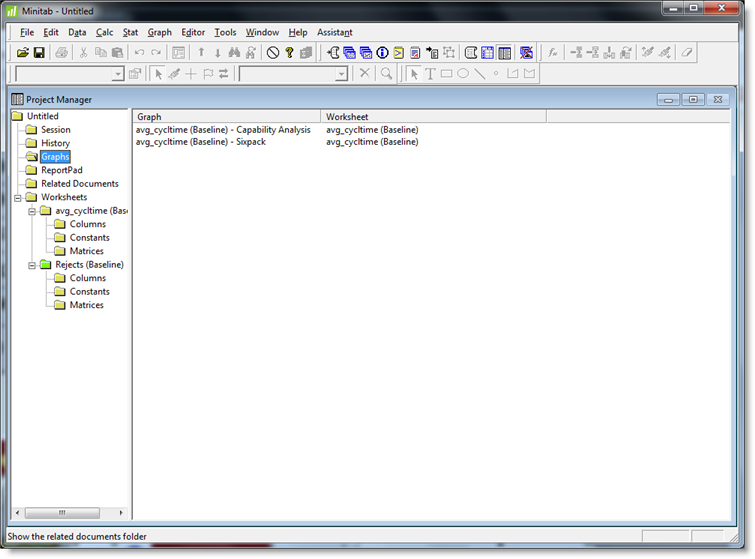 Minitab - Untitled
File Edit Data Calc Stat Graph Editor Tools Window Help Assistant
Project Manager
Untitled
Session
History
Graphs
ReportPad
Related Documents
Worksheets
avg_cycltime (Bas
Columns
Constants
Matrices
Rejects (Baseline)
Columns
Constants
Matrices
Graph Worksheet
avg_cycltime (Baseline) - Capability Analysis avg_cycltime (Baseline)
avg_cycltime (Baseline) - Sixpack avg_cycltime (Baseline)
Show the related documents folder